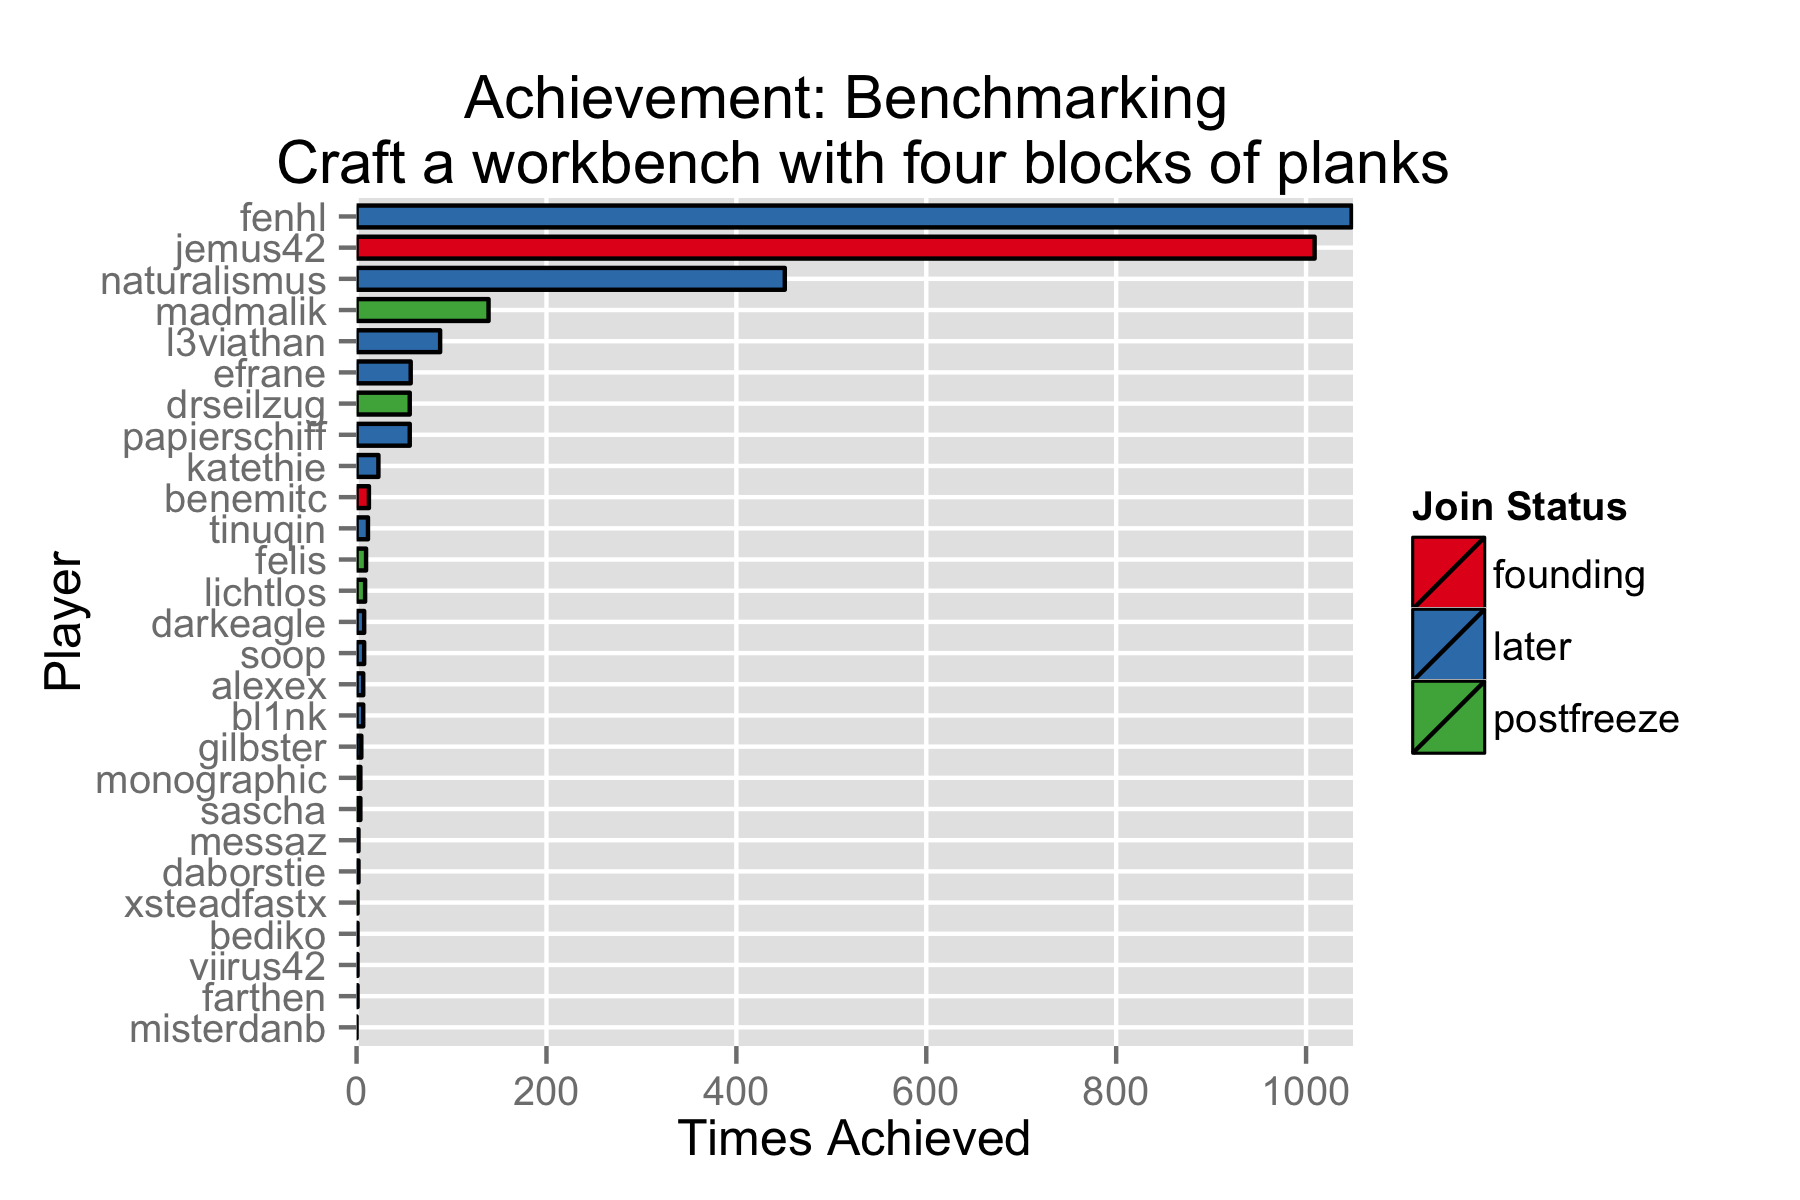 Achievement: Benchmarking
Craft a workbench with four blocks of planks
Player
fenhl
jemus42
naturalismus
madmalik
l3viathan
efrane
drseilzug
papierschiff
katethie
benemitc
tinuqin
felis
lichtlos
darkeagle
soop
alexex
bl1nk
gilbster
monographic
sascha
messaz
daborstie
xsteadfastx
bediko
viirus42
farthen
misterdanb
0 200 400 600 800 1000
Times Achieved
Join Status
founding
later
postfreeze